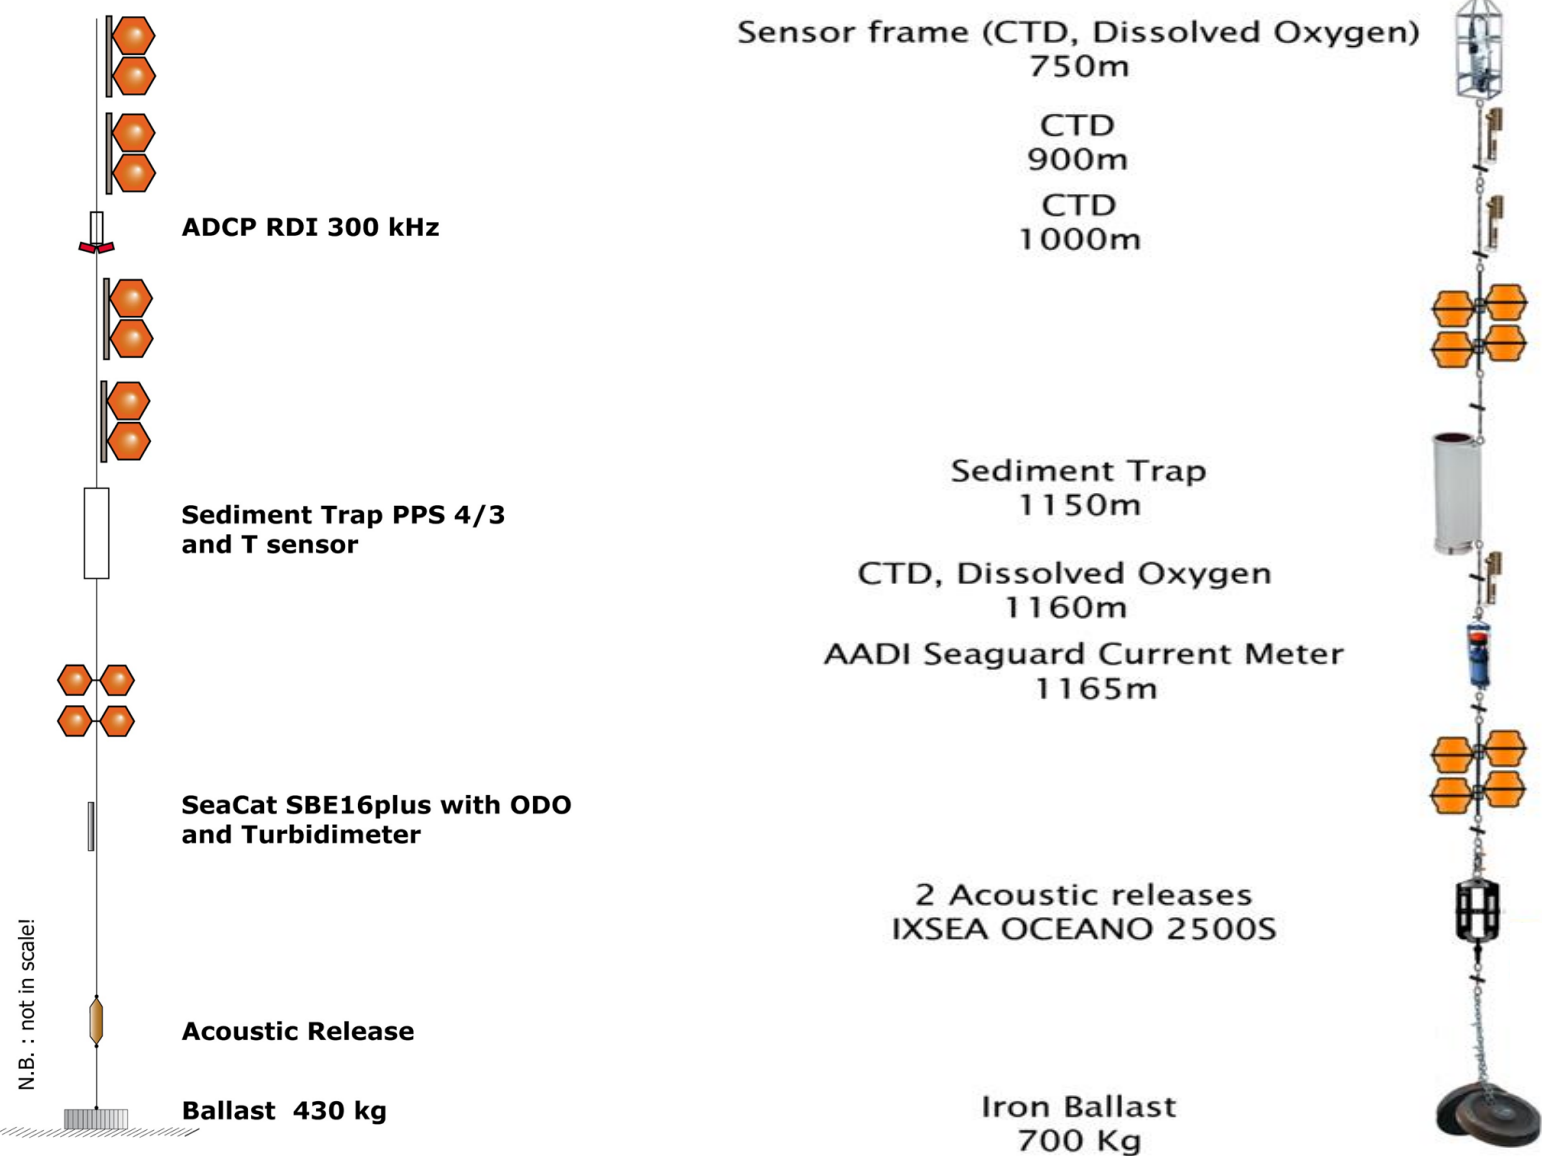 ADCP RDI 300 kHz
Sediment Trap PPS 4/3
and T sensor
SeaCat SBE16plus with ODO
and Turbidimeter
N.B. : not in scale!
Acoustic Release
Ballast  430 kg
Sensor frame (CTD, Dissolved Oxygen)
750m
CTD
900m
CTD
1000m
Sediment Trap
1150m
CTD, Dissolved Oxygen
1160m
AADI Seaguard Current Meter
1165m
2 Acoustic releases
IXSEA OCEANO 2500S
Iron Ballast
700 Kg